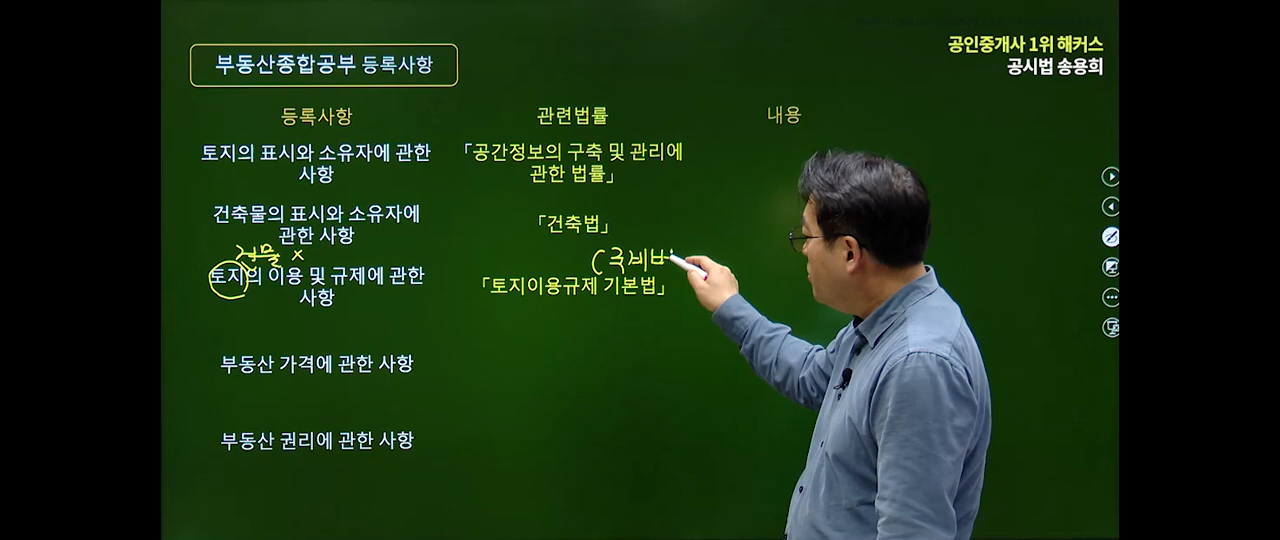 공인중개사 1위 해커스
공시법 송용희
부동산종합공부 등록사항
등록사항 관련법률 내용
토지의 표시와 소유자에 관한
사항
「공간정보의 구축 및 관리에
관한 법률」
건축물의 표시와 소유자에
관한 사항
「건축법」
건물 ×
토지의 이용 및 규제에 관한
사항
「토지이용규제 기본법」
부동산 가격에 관한 사항
부동산 권리에 관한 사항